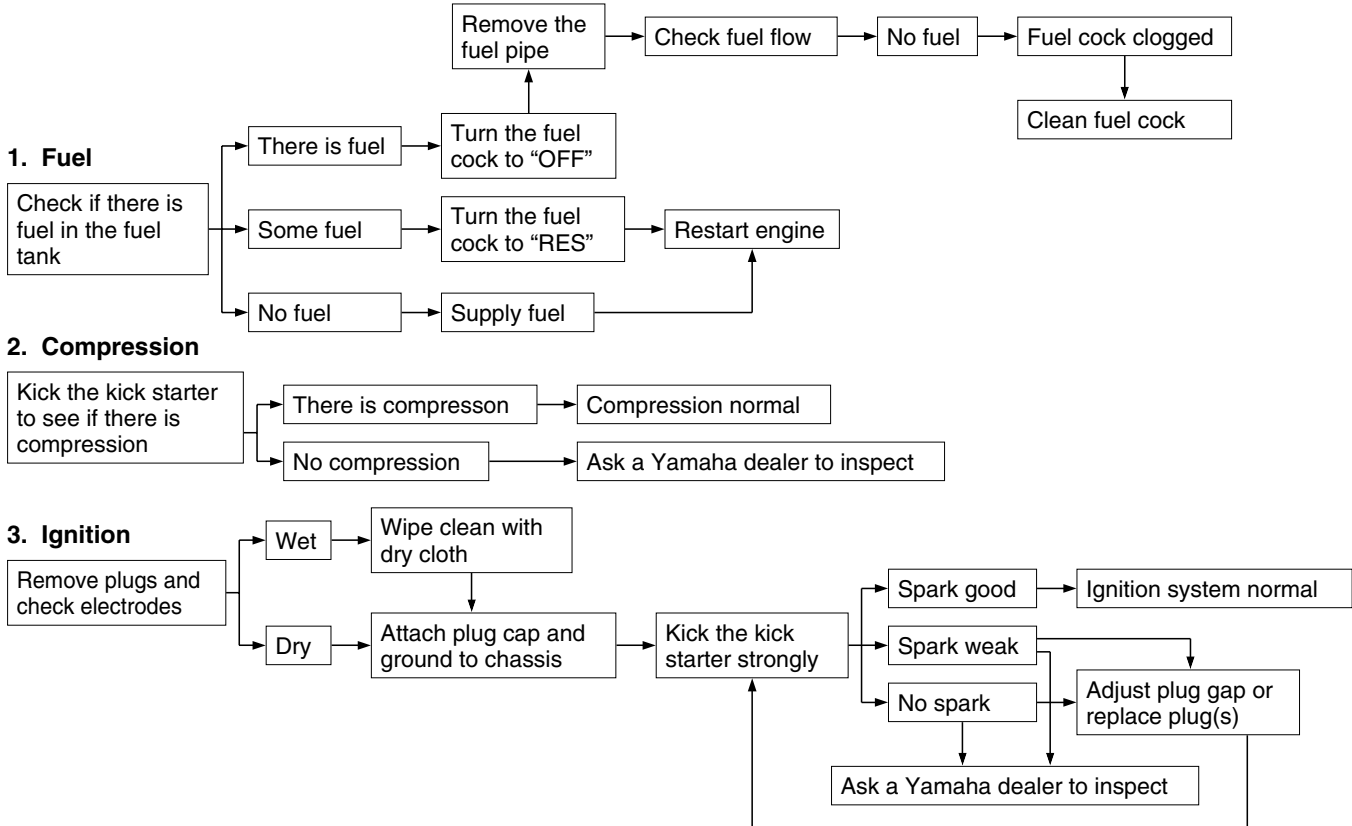 Remove the
fuel pipe
Check fuel flow
No fuel
Fuel cock clogged
Clean fuel cock
1. Fuel
There is fuel
Turn the fuel
cock to “OFF”
Check if there is
fuel in the fuel
tank
Some fuel
Turn the fuel
cock to “RES”
Restart engine
No fuel
Supply fuel
2. Compression
Kick the kick starter
to see if there is
compression
There is compresson
Compression normal
No compression
Ask a Yamaha dealer to inspect
3. Ignition
Remove plugs and
check electrodes
Wet
Wipe clean with
dry cloth
Dry
Attach plug cap and
ground to chassis
Kick the kick
starter strongly
Spark good
Ignition system normal
Spark weak
No spark
Adjust plug gap or
replace plug(s)
Ask a Yamaha dealer to inspect